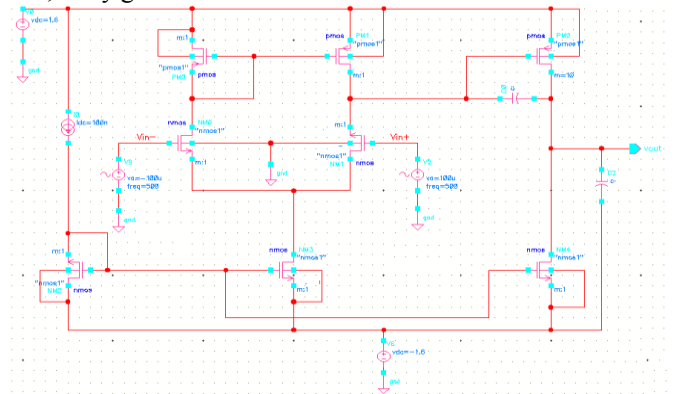 vdc=1.6
gnd
idc=100n
m:1
"pmos1"
PM0
pmos
pmos
PM1
"pmos1"
m:1
pmos
PM2
"pmos1"
m=10
nmos
NM0
"nmos1"
m:1
Vin-
Vin+
m:1
"nmos1"
NM1
nmos
gnd
va=-100u
freq=500
gnd
va=100u
freq=500
gnd
vout
m:1
"nmos1"
NM2
nmos
nmos
NM3
"nmos1"
m:1
nmos
NM4
"nmos1"
m:1
vdc=-1.6
gnd